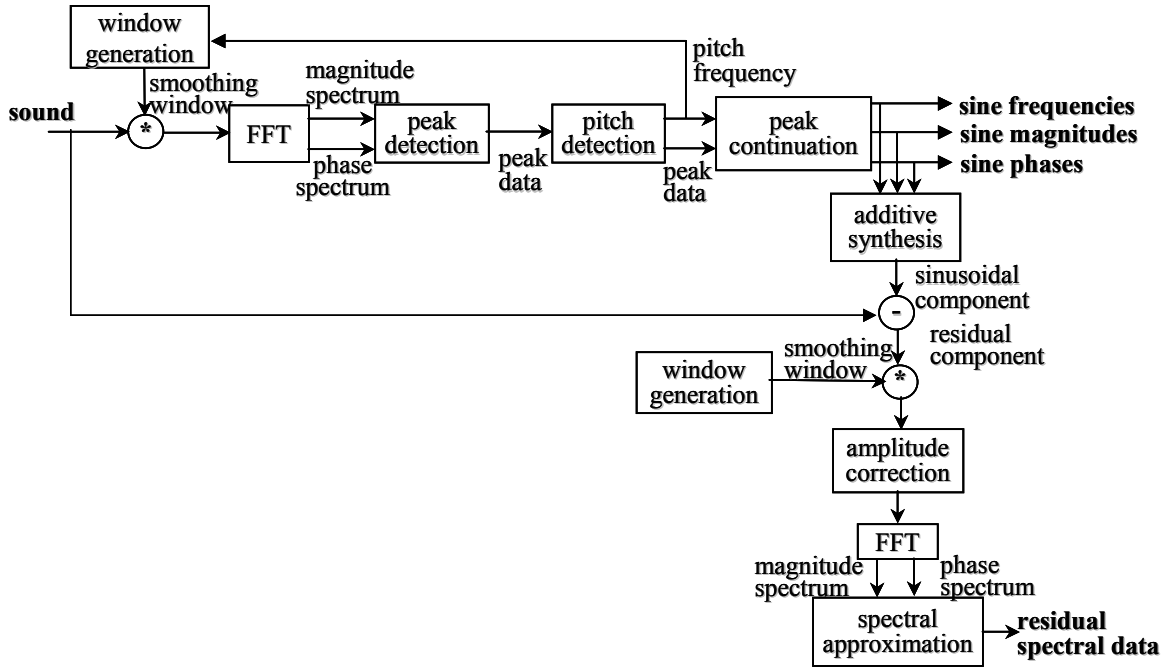 window
generation
pitch
frequency
magnitude
spectrum
smoothing
window
sound
*
FFT
peak
detection
pitch
detection
peak
continuation
sine frequencies
sine magnitudes
sine phases
phase
spectrum
peak
data
peak
data
additive
synthesis
sinusoidal
component
-
residual
component
smoothing
window
window
generation
*
amplitude
correction
FFT
magnitude
spectrum
phase
spectrum
spectral
approximation
residual
spectral data